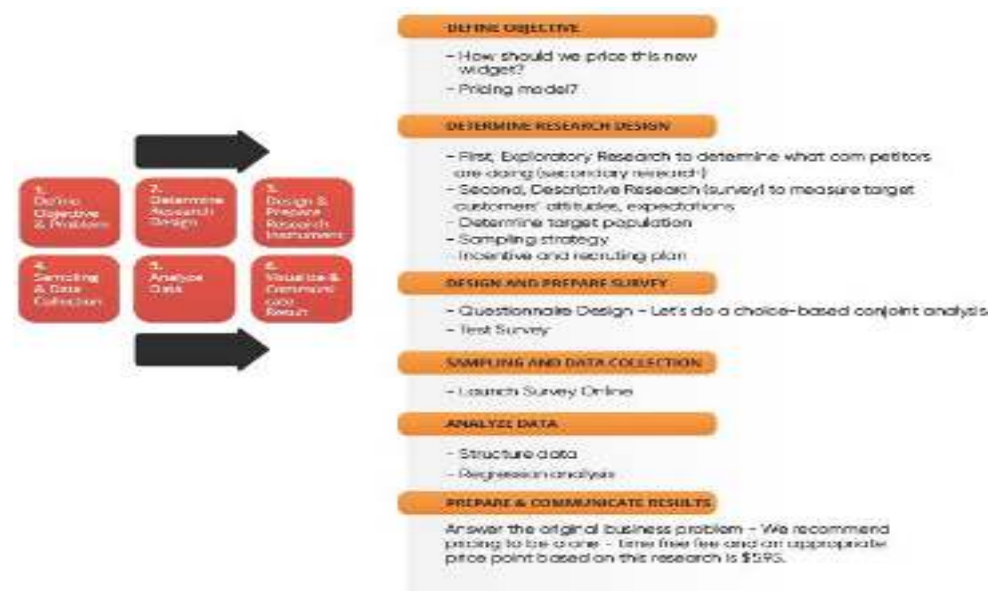 1.
Define
Objective
& Problem
2.
Determine
Research
Design
3.
Design &
Prepare
Research
Instrument
4.
Sampling
& Data
Collection
5.
Analyze
Data
6.
Visualize &
Communi
cate
Result
DEFINE OBJECTIVE
- How should we price this new
widget?
- Pricing model?
DETERMINE RESEARCH DESIGN
- First, Exploratory Research to determine what com petitors
are doing (secondary research)
- Second, Descriptive Research (survey) to measure target
customers' attitudes, expectations
- Determine target population
- Sampling strategy
- Incentive and recruting plan
DESIGN AND PREPARE SURVEY
- Questionnaire Design - Let's do a choice-based conjoint analysis.
- Test Survey
SAMPLING AND DATA COLLECTION
- Launch Survey Online
ANALYZE DATA
- Structure data
- Regression analysis
PREPARE & COMMUNICATE RESULTS
Answer the original business problem - We recommend
pricing to be a one - time free fee and an appropriate
price point based on this research is $595.